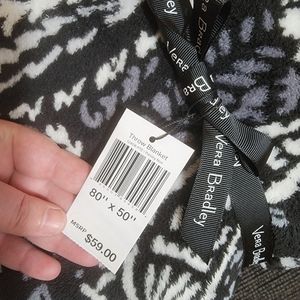 Throw Blanket
80" x 50"
MSRP $59.00
Vera Bradley
Vera Bradley
Vera Bradley
Vera Bradley